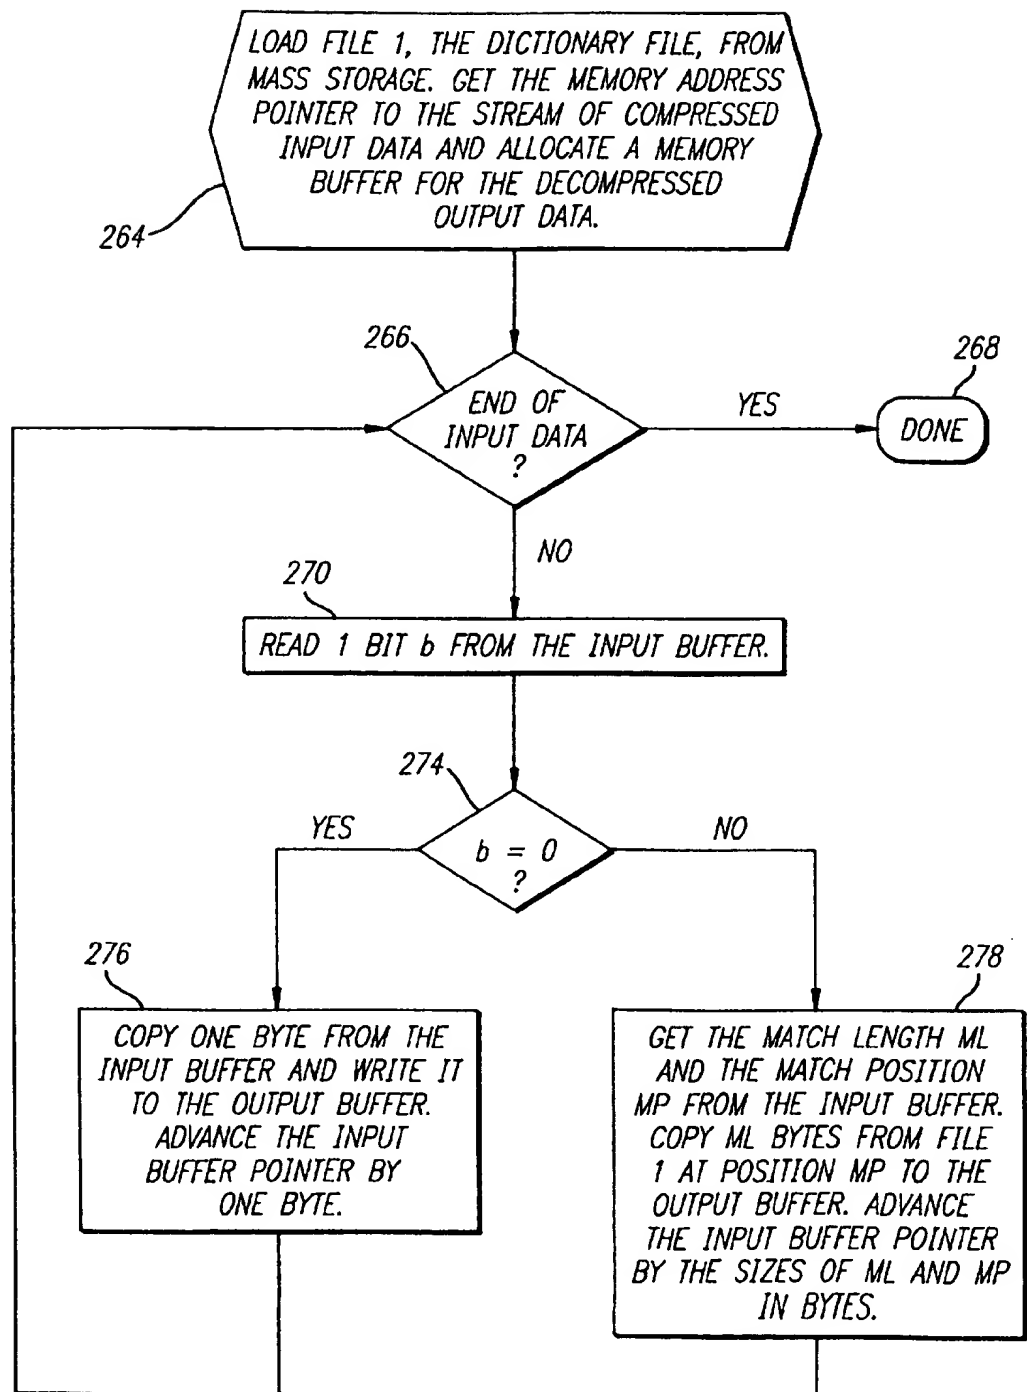 LOAD FILE 1, THE DICTIONARY FILE, FROM
MASS STORAGE. GET THE MEMORY ADDRESS
POINTER TO THE STREAM OF COMPRESSED
INPUT DATA AND ALLOCATE A MEMORY
BUFFER FOR THE DECOMPRESSED
OUTPUT DATA.
264
266
END OF
INPUT DATA
?
YES
268
DONE
NO
270
READ 1 BIT b FROM THE INPUT BUFFER.
274
b = 0
?
YES
NO
276
COPY ONE BYTE FROM THE
INPUT BUFFER AND WRITE IT
TO THE OUTPUT BUFFER.
ADVANCE THE INPUT
BUFFER POINTER BY
ONE BYTE.
278
GET THE MATCH LENGTH ML
AND THE MATCH POSITION
MP FROM THE INPUT BUFFER.
COPY ML BYTES FROM FILE
1 AT POSITION MP TO THE
OUTPUT BUFFER. ADVANCE
THE INPUT BUFFER POINTER
BY THE SIZES OF ML AND MP
IN BYTES.